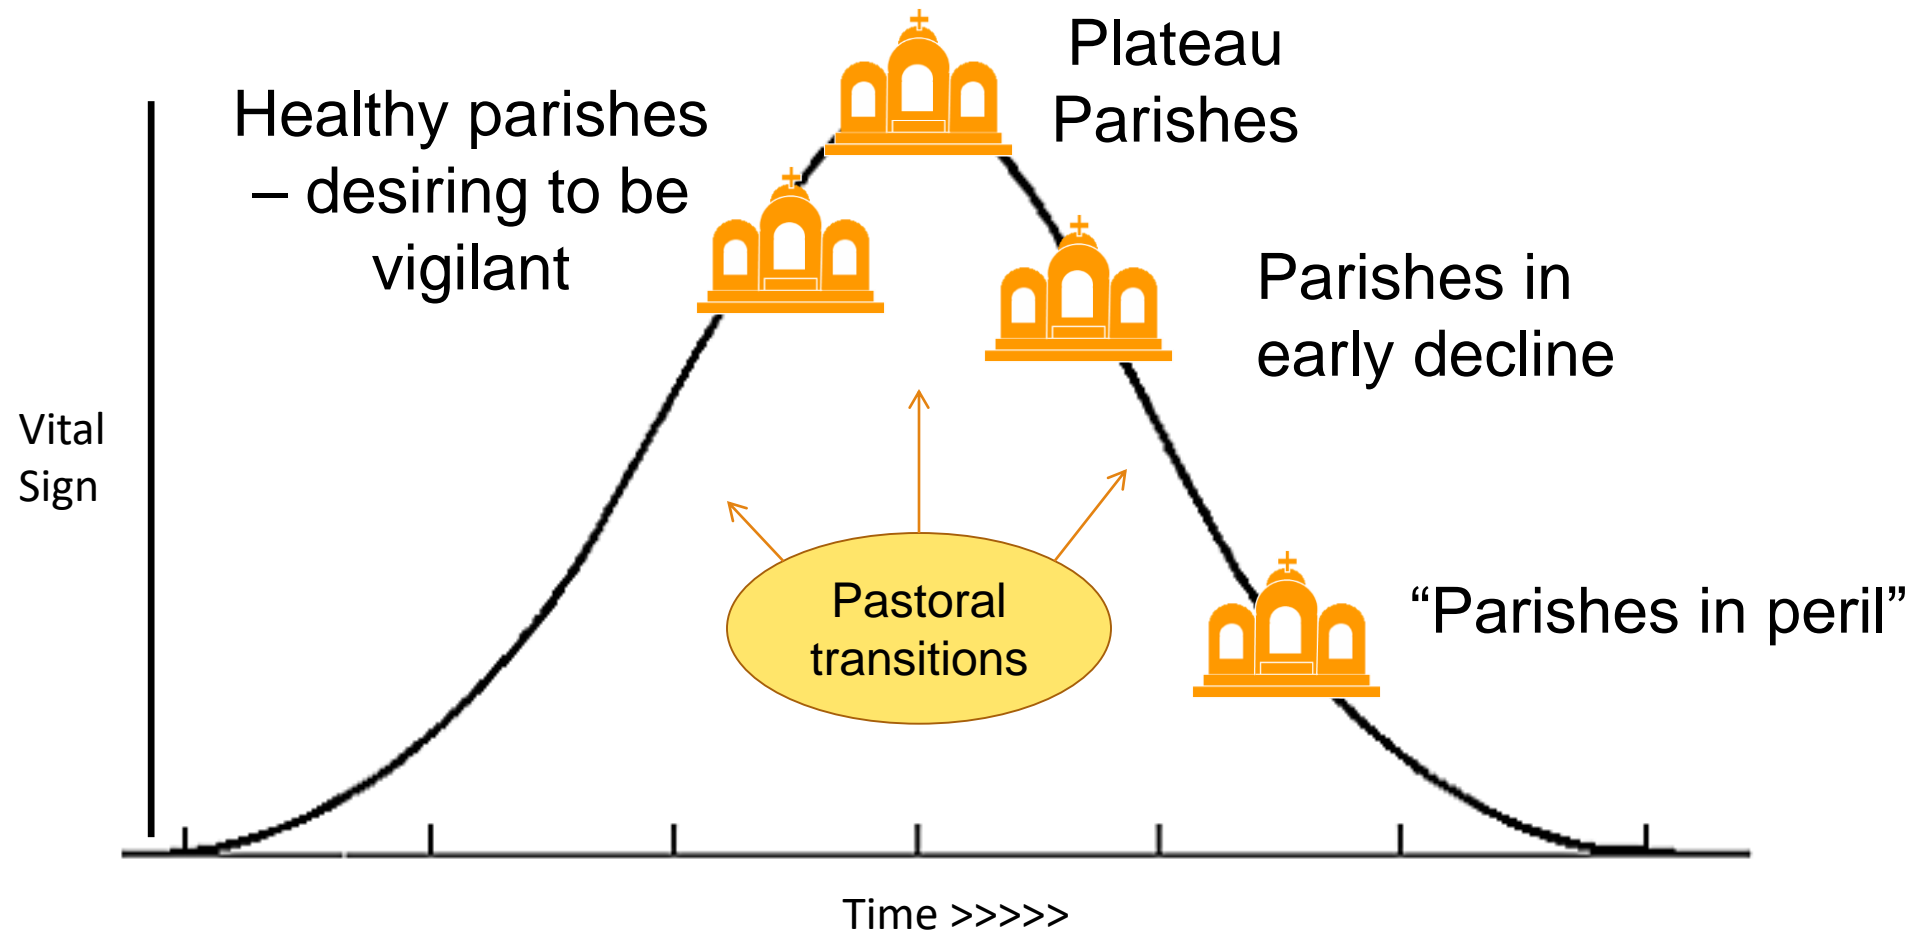 Plateau
Parishes
Healthy parishes
– desiring to be
vigilant
Parishes in
early decline
Vital
Sign
Pastoral
transitions
“Parishes in peril”
Time >>>>>